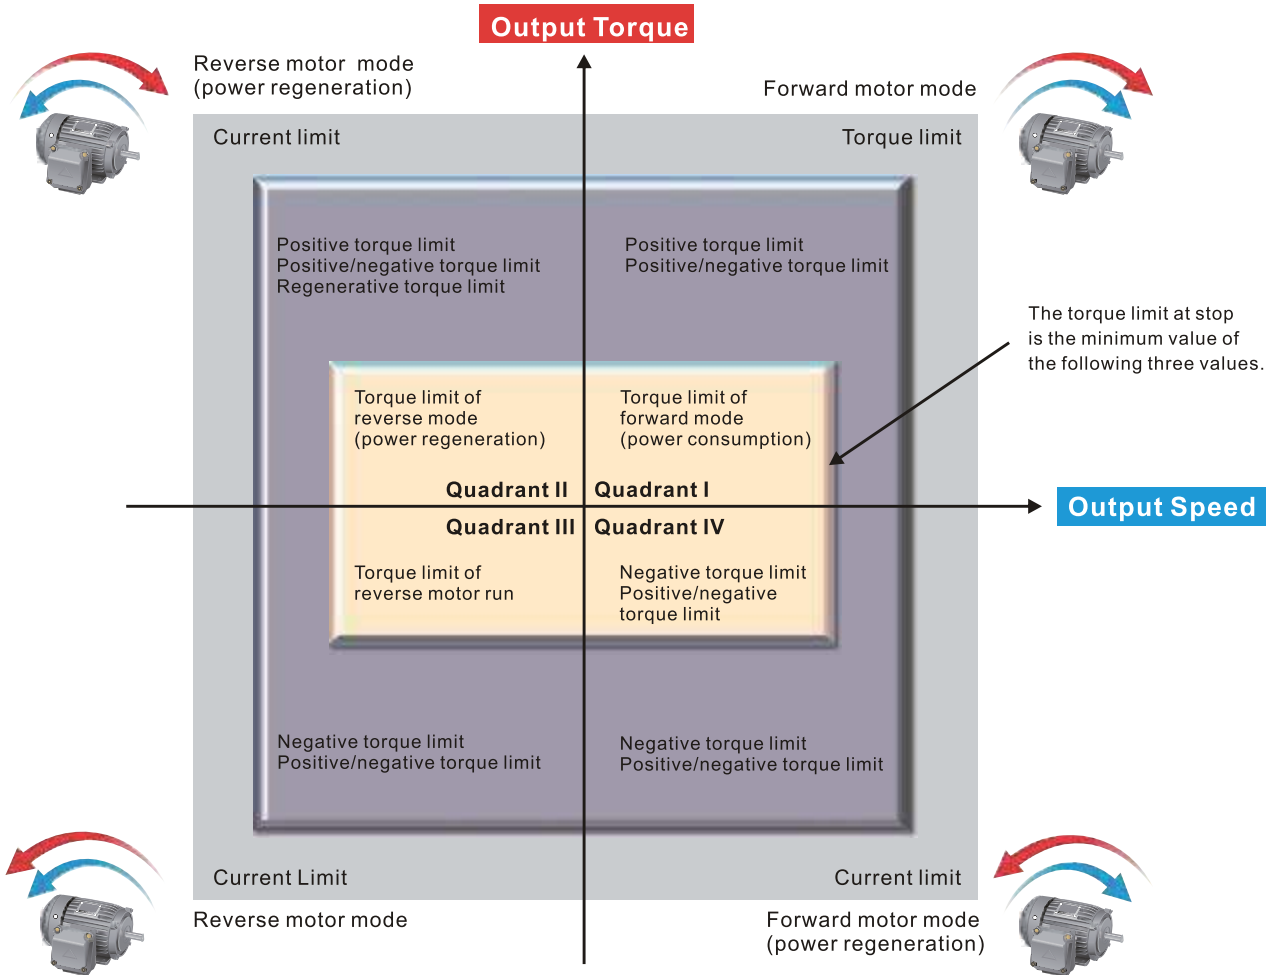 Output Torque
Reverse motor mode
(power regeneration)
Forward motor mode
Current limit
Torque limit
Positive torque limit
Positive/negative torque limit
Regenerative torque limit
Positive torque limit
Positive/negative torque limit
The torque limit at stop
is the minimum value of
the following three values.
Torque limit of
reverse mode
(power regeneration)
Torque limit of
forward mode
(power consumption)
Quadrant II
Quadrant I
Output Speed
Quadrant III
Quadrant IV
Torque limit of
reverse motor run
Negative torque limit
Positive/negative
torque limit
Negative torque limit
Positive/negative torque limit
Negative torque limit
Positive/negative torque limit
Current Limit
Current limit
Reverse motor mode
Forward motor mode
(power regeneration)